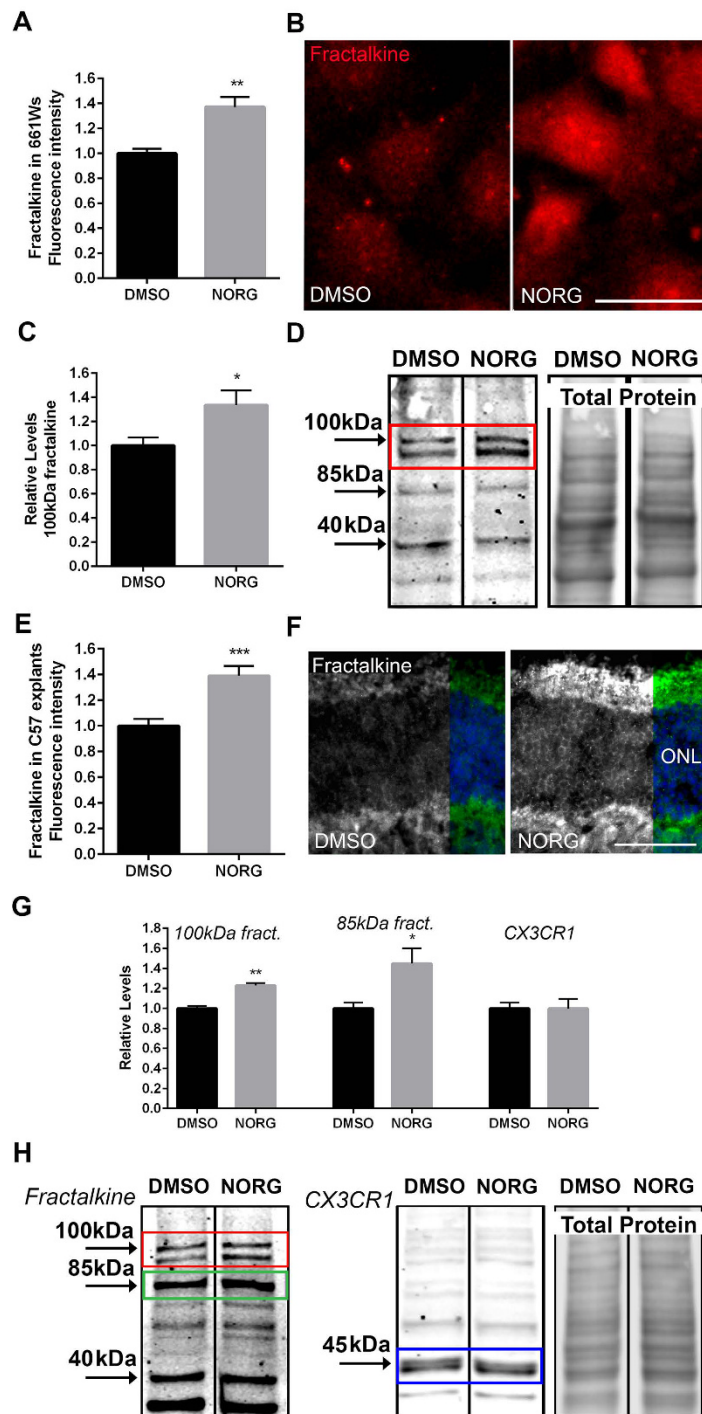 A
Fractalkine in 661Ws
Fluorescence intensity
1.6
1.4
1.2
1.0
0.8
0.6
0.4
0.2
0.0
**
DMSO
NORG
B
Fractalkine
DMSO
NORG
C
Relative Levels
100kDa fractalkine
1.6
1.4
1.2
1.0
0.8
0.6
0.4
0.2
0.0
*
DMSO
NORG
D
DMSO NORG DMSO NORG
Total Protein
100kDa
85kDa
40kDa
E
Fractalkine in C57 explants
Fluorescence intensity
1.6
1.4
1.2
1.0
0.8
0.6
0.4
0.2
0.0
***
DMSO
NORG
F
Fractalkine
DMSO
ONL
NORG
G
100kDa fract.
85kDa fract.
CX3CR1
Relative Levels
1.8
1.6
1.4
1.2
1.0
0.8
0.6
0.4
0.2
0.0
**
*
DMSO NORG DMSO NORG DMSO NORG
H
Fractalkine
DMSO NORG
100kDa
85kDa
40kDa
CX3CR1
DMSO NORG
45kDa
DMSO NORG
Total Protein